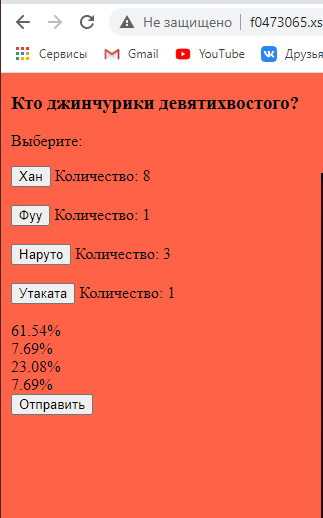 Не защищено f0473065.xs
Сервисы Gmail YouTube Друзья
Кто джинчурики девятихвостого?
Выберите:
Хан Количество: 8
Фуу Количество: 1
Наруто Количество: 3
Утаката Количество: 1
61.54%
7.69%
23.08%
7.69%
Отправить